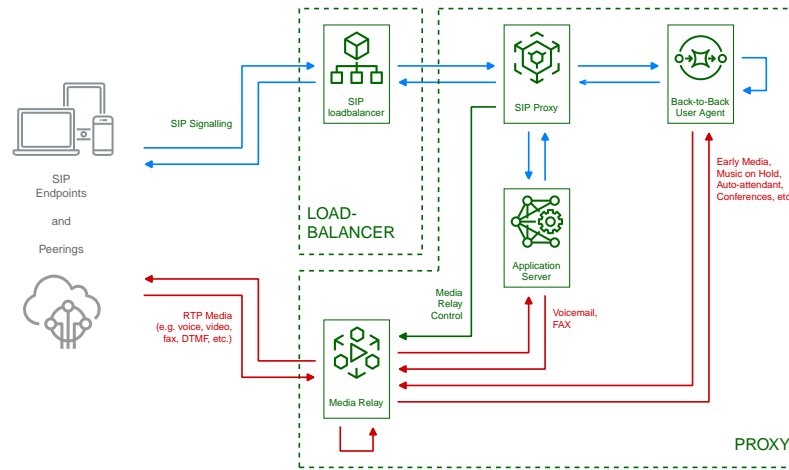 SIP
Endpoints
and
Peerings
SIP Signalling
SIP
loadbalancer
LOAD-
BALANCER
SIP Proxy
Back-to-Back
User Agent
Early Media,
Music on Hold,
Auto-attendant,
Conferences, etc
Application
Server
Media
Relay
Control
Voicemail,
FAX
RTP Media
(e.g. voice, video,
fax, DTMF, etc.)
Media Relay
PROXY